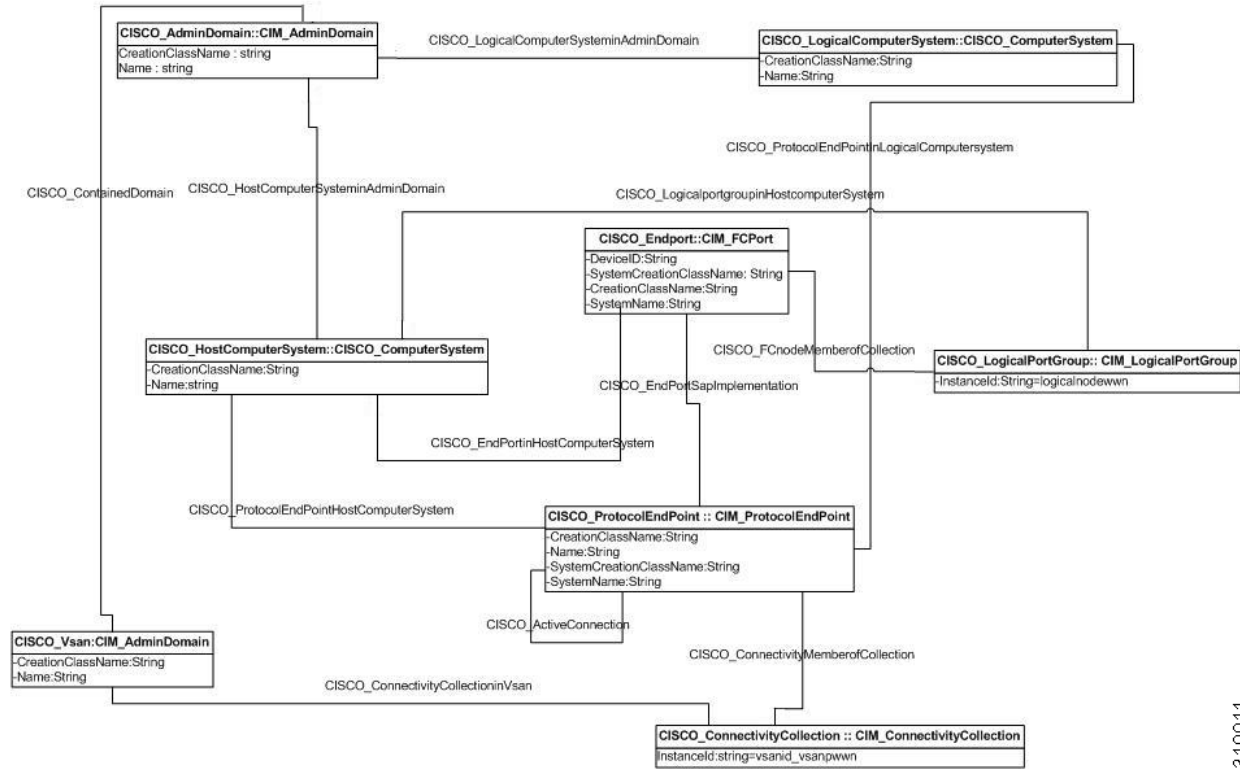 CISCO_AdminDomain::CIM_AdminDomain
CreationClassName : string
Name : string
CISCO_LogicalComputerSysteminAdminDomain
CISCO_LogicalComputerSystem::CISCO_ComputerSystem
-CreationClassName:String
-Name:String
CISCO_ProtocolEndPointInLogicalComputersystem
CISCO_ContainedDomain
CISCO_HostComputerSysteminAdminDomain
CISCO_LogicalportgroupinHostcomputerSystem
CISCO_Endport::CIM_FCPort
-DeviceID:String
-SystemCreationClassName: String
-CreationClassName:String
-SystemName:String
CISCO_HostComputerSystem::CISCO_ComputerSystem
-CreationClassName:String
-Name:string
CISCO_FCnodeMemberofCollection
CISCO_LogicalPortGroup:: CIM_LogicalPortGroup
-InstanceId:String=logicalnodewwn
CISCO_EndPortSapImplementation
CISCO_EndPortinHostComputerSystem
CISCO_ProtocolEndPointHostComputerSystem
CISCO_ProtocolEndPoint :: CIM_ProtocolEndPoint
-CreationClassName:String
-Name:String
-SystemCreationClassName:String
-SystemName:String
CISCO_ActiveConnection
CISCO_Vsan:CIM_AdminDomain
-CreationClassName:String
-Name:String
CISCO_ConnectivityMemberofCollection
CISCO_ConnectivityCollectioninVsan
CISCO_ConnectivityCollection :: CIM_ConnectivityCollection
InstanceId:string=vsanid_vsanpwwn
340011